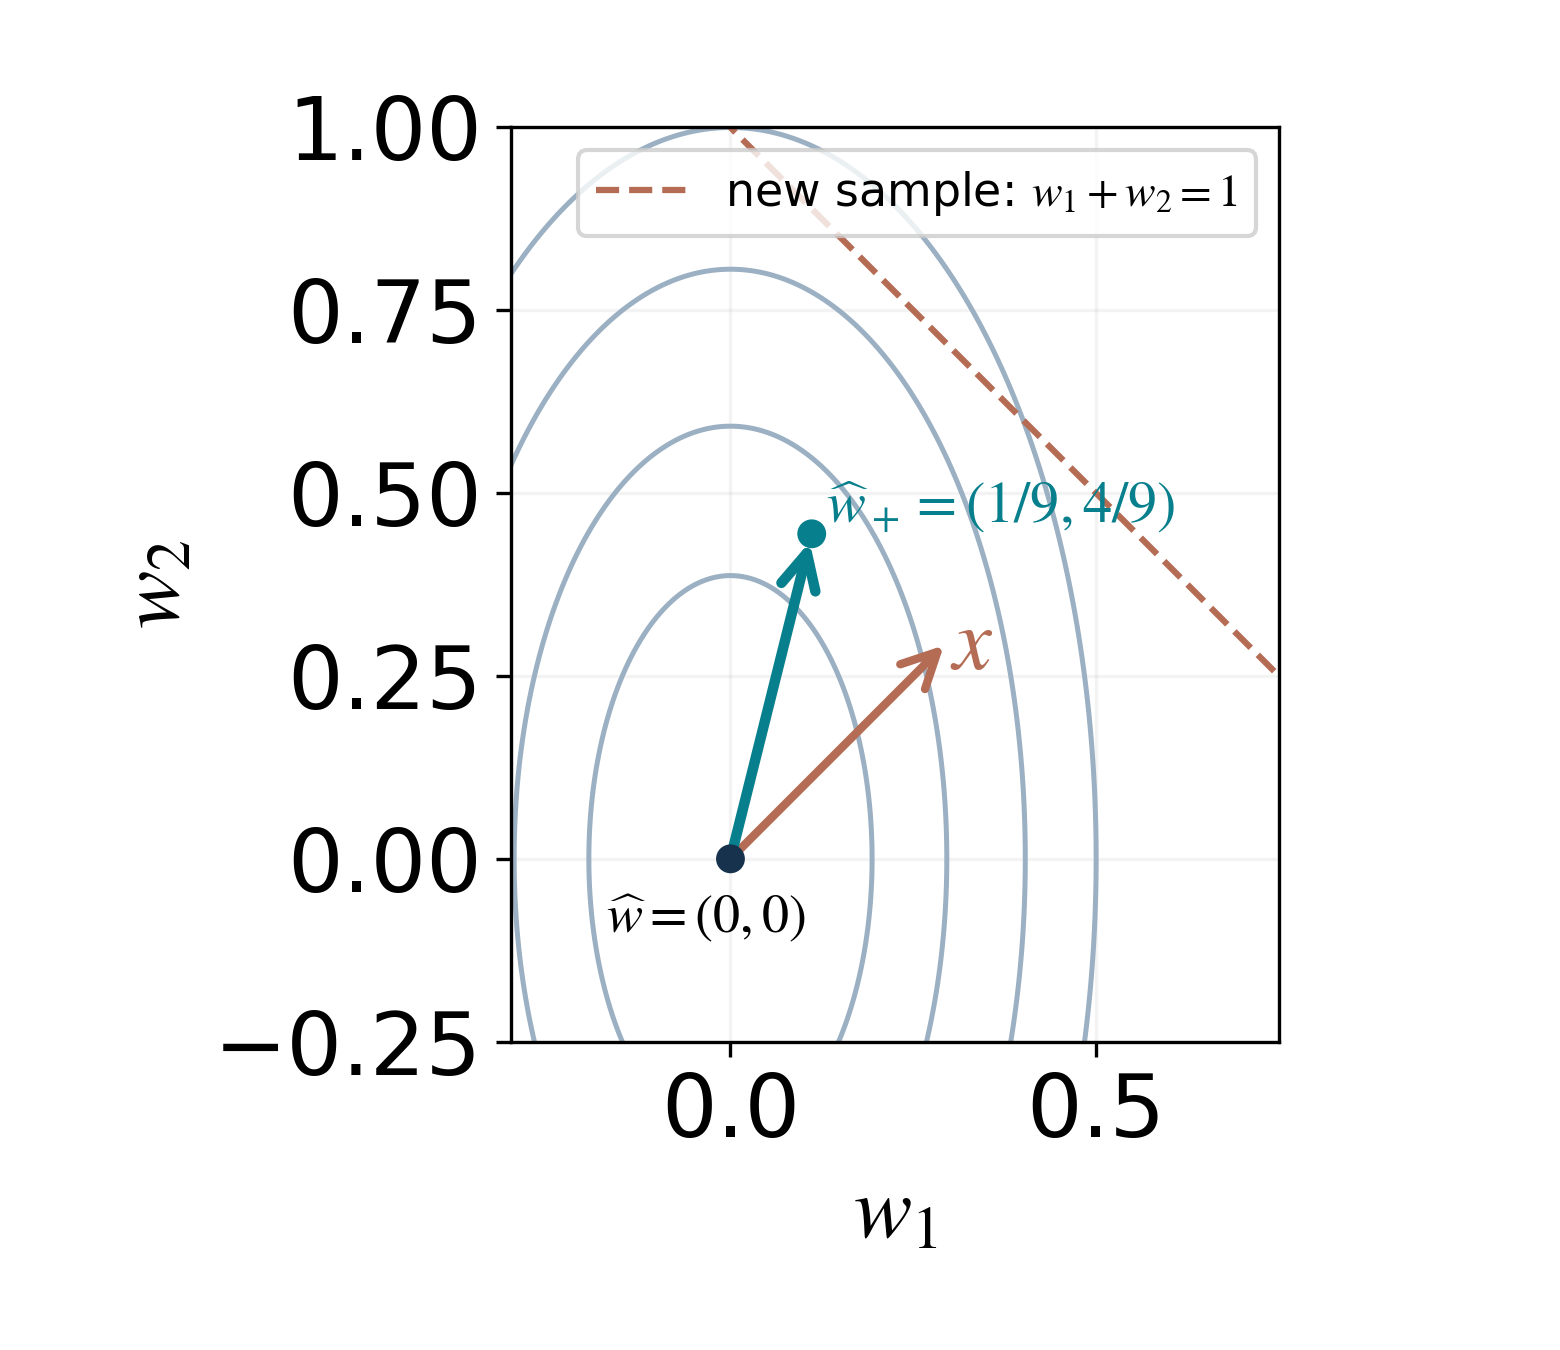 1.00
new sample: w₁ + w₂ = 1
0.75
0.50
ŵ₊ = (1/9, 4/9)
x
0.25
0.00
ŵ = (0, 0)
−0.25
0.0 0.5
w₂
w₁